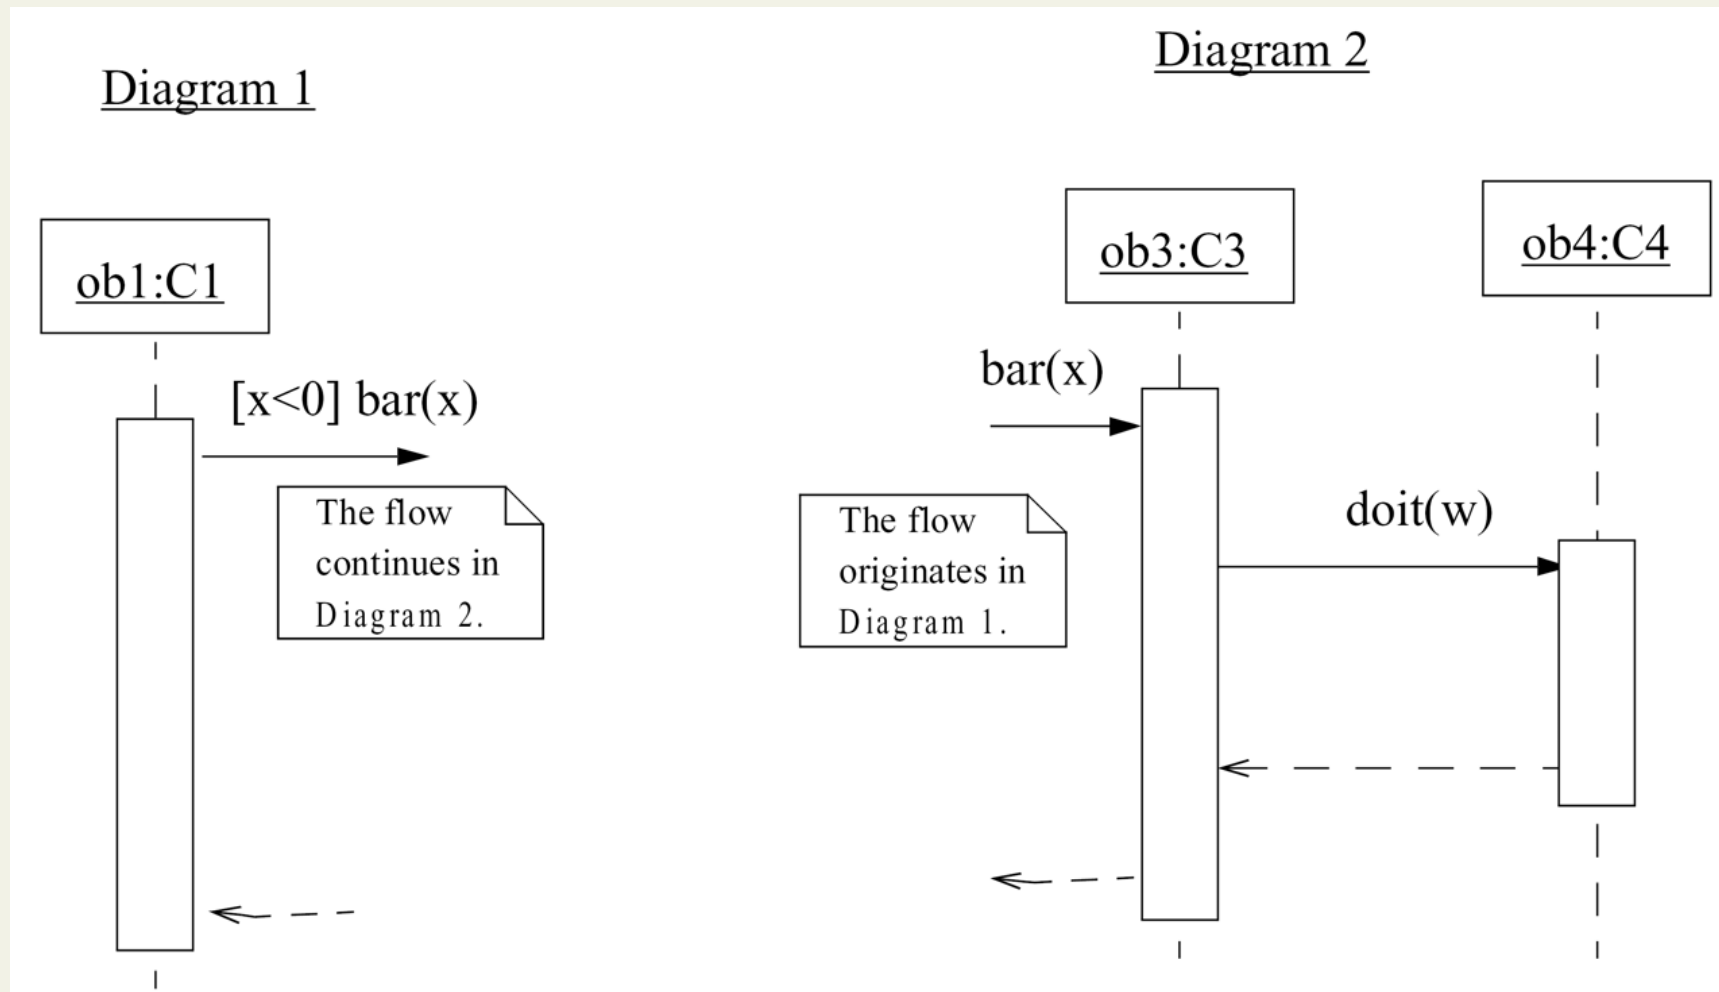 Diagram 1
ob1:C1
[x<0] bar(x)
The flow
continues in
Diagram 2.
Diagram 2
ob3:C3
ob4:C4
bar(x)
The flow
originates in
Diagram 1.
doit(w)